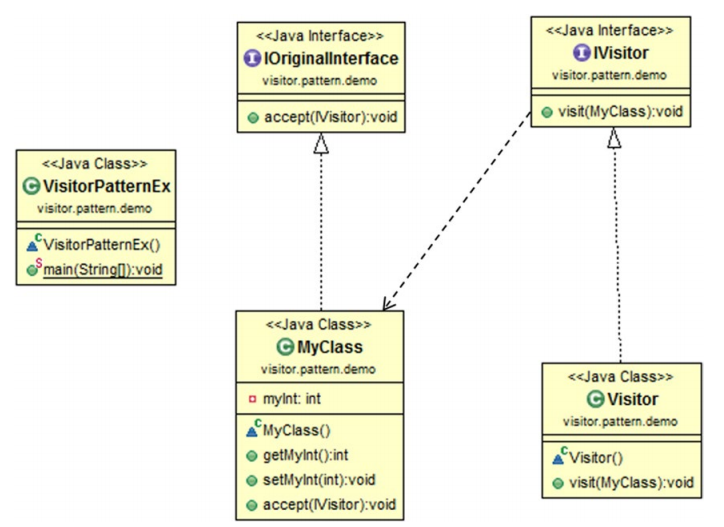 <<Java Interface>>
IOriginalInterface
visitor.pattern.demo
accept(IVisitor):void
<<Java Interface>>
IVisitor
visitor.pattern.demo
visit(MyClass):void
<<Java Class>>
VisitorPatternEx
visitor.pattern.demo
VisitorPatternEx()
main(String[]):void
<<Java Class>>
MyClass
visitor.pattern.demo
myInt: int
MyClass()
getMyInt():int
setMyInt(int):void
accept(IVisitor):void
<<Java Class>>
Visitor
visitor.pattern.demo
Visitor()
visit(MyClass):void